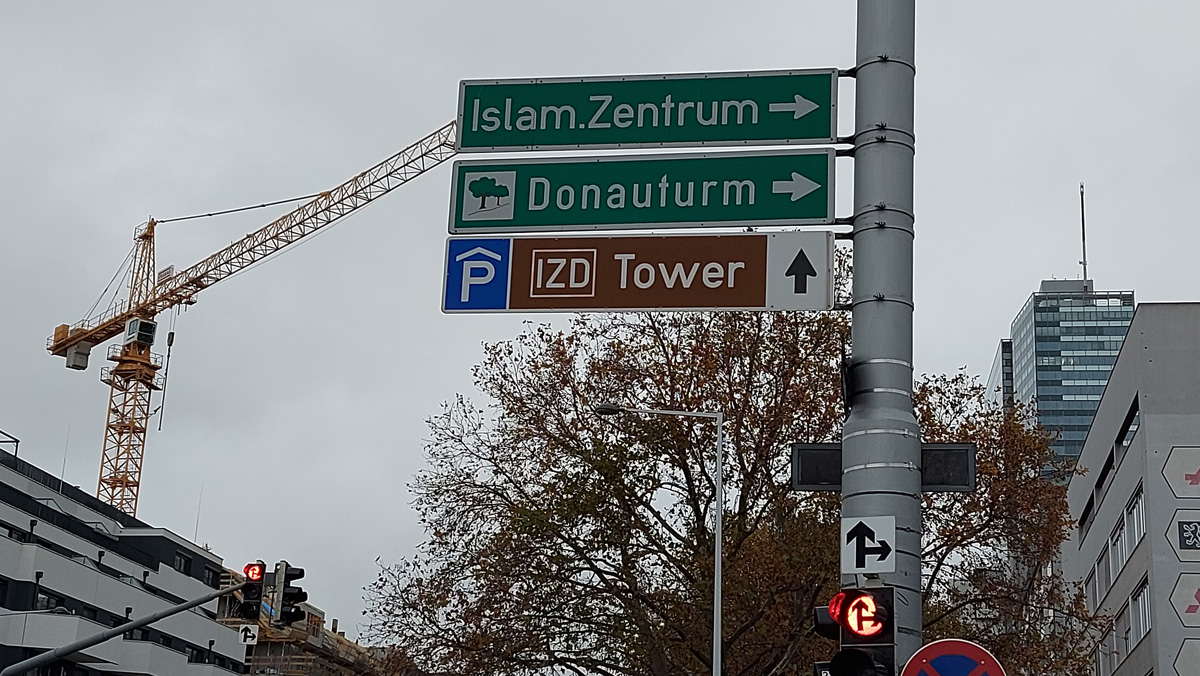 Islam.Zentrum
Donauturm
P IZD Tower